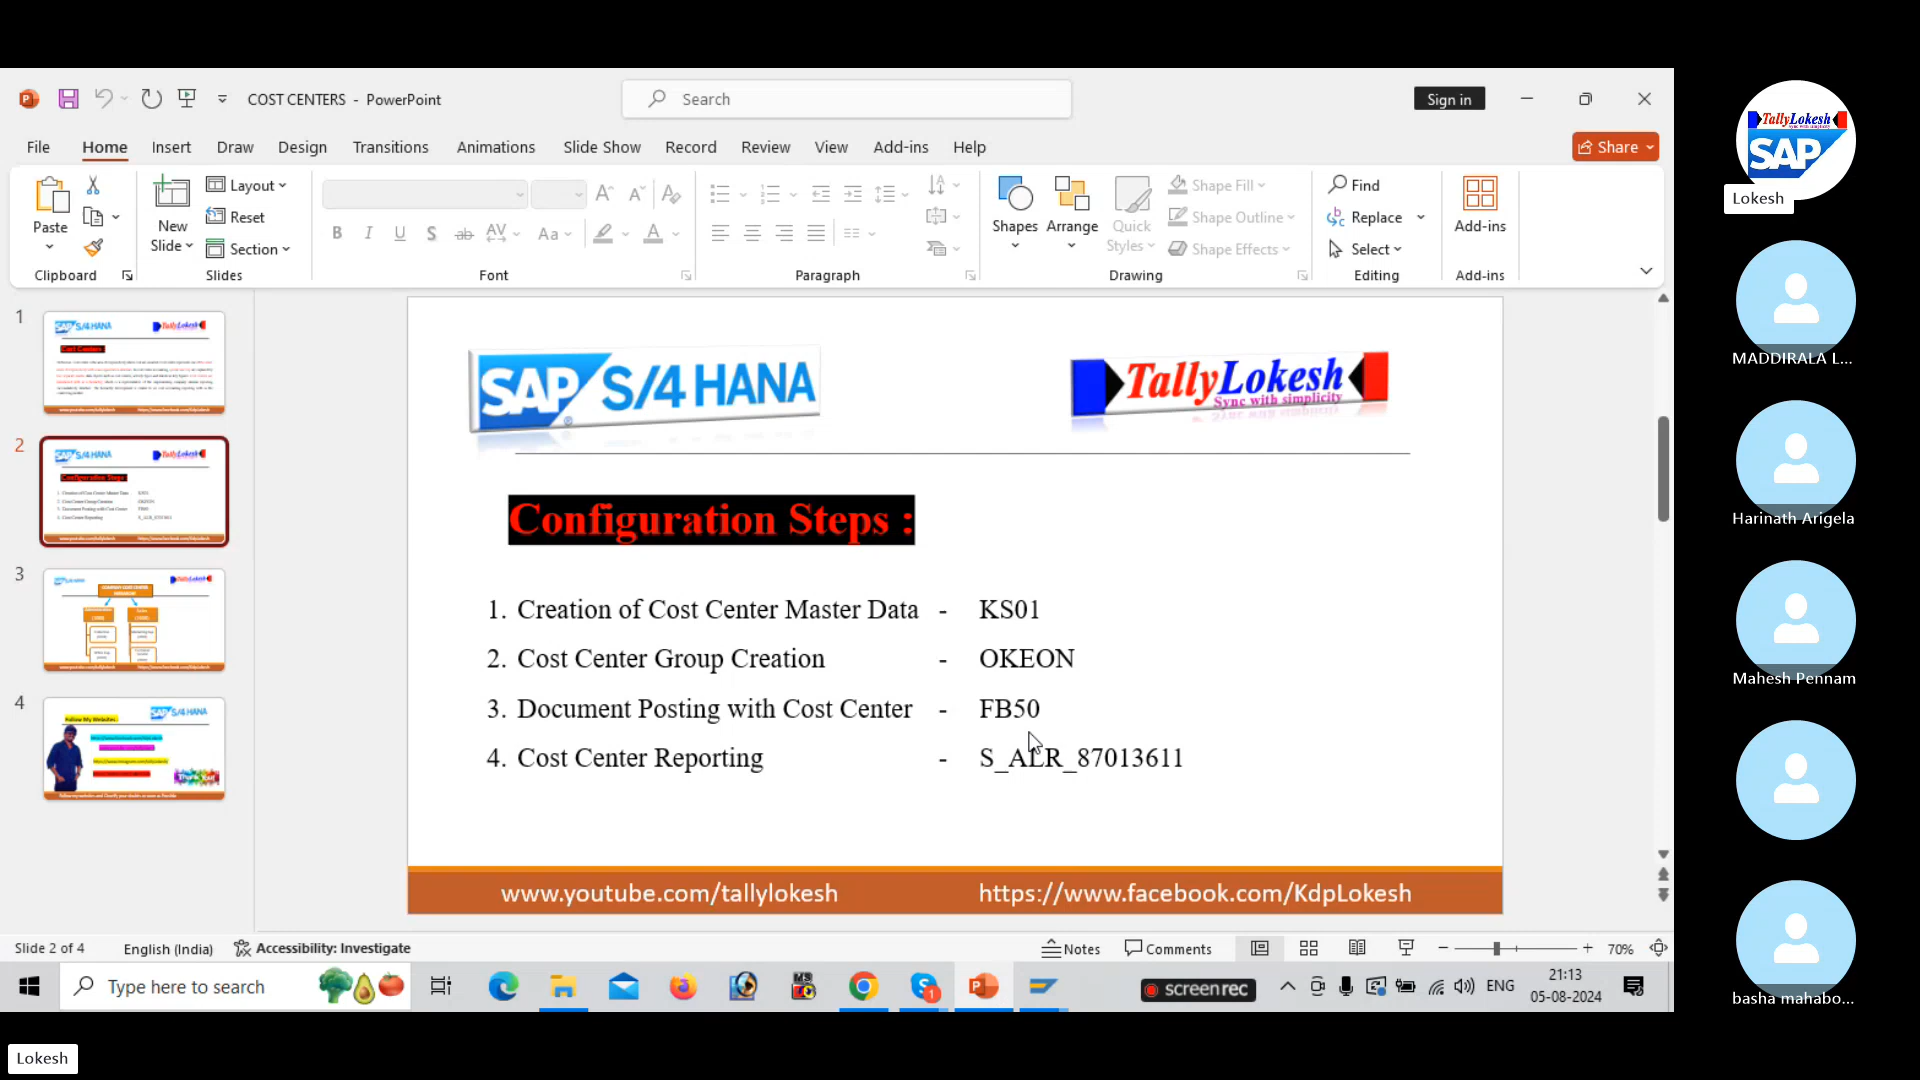 COST CENTERS - PowerPoint
Search
Sign in
File Home Insert Draw Design Transitions Animations Slide Show Record Review View Add-ins Help
Share
Paste
New Slide
Layout
Reset
Section
Shapes
Arrange
Quick Styles
Shape Fill
Shape Outline
Shape Effects
Find
Replace
Select
Add-ins
Clipboard Slides Font Paragraph Drawing Editing Add-ins
1
2
3
4
SAP S/4 HANA
TallyLokesh
Sync with simplicity
Configuration Steps :
1. Creation of Cost Center Master Data - KS01
2. Cost Center Group Creation - OKEON
3. Document Posting with Cost Center - FB50
4. Cost Center Reporting - S_ALR_87013611
www.youtube.com/tallylokesh https://www.facebook.com/KdpLokesh
Slide 2 of 4 English (India) Accessibility: Investigate Notes Comments 70%
Type here to search
screenrec
ENG
21:13
05-08-2024
TallyLokesh
SAP
Lokesh
MADDIRALA L...
Harinath Arigela
Mahesh Pennam
basha mahabo...
Lokesh